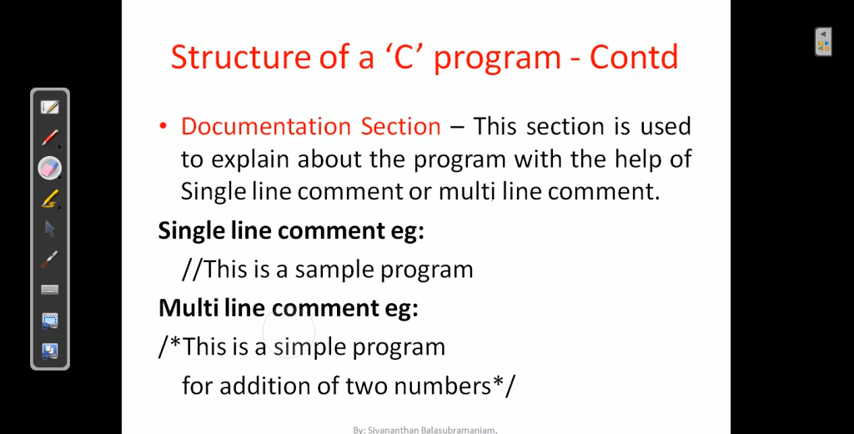 Structure of a ‘C’ program - Contd
• Documentation Section – This section is used
to explain about the program with the help of
Single line comment or multi line comment.
Single line comment eg:
//This is a sample program
Multi line comment eg:
/*This is a simple program
for addition of two numbers*/
By: Sivananthan Balasubramaniam,